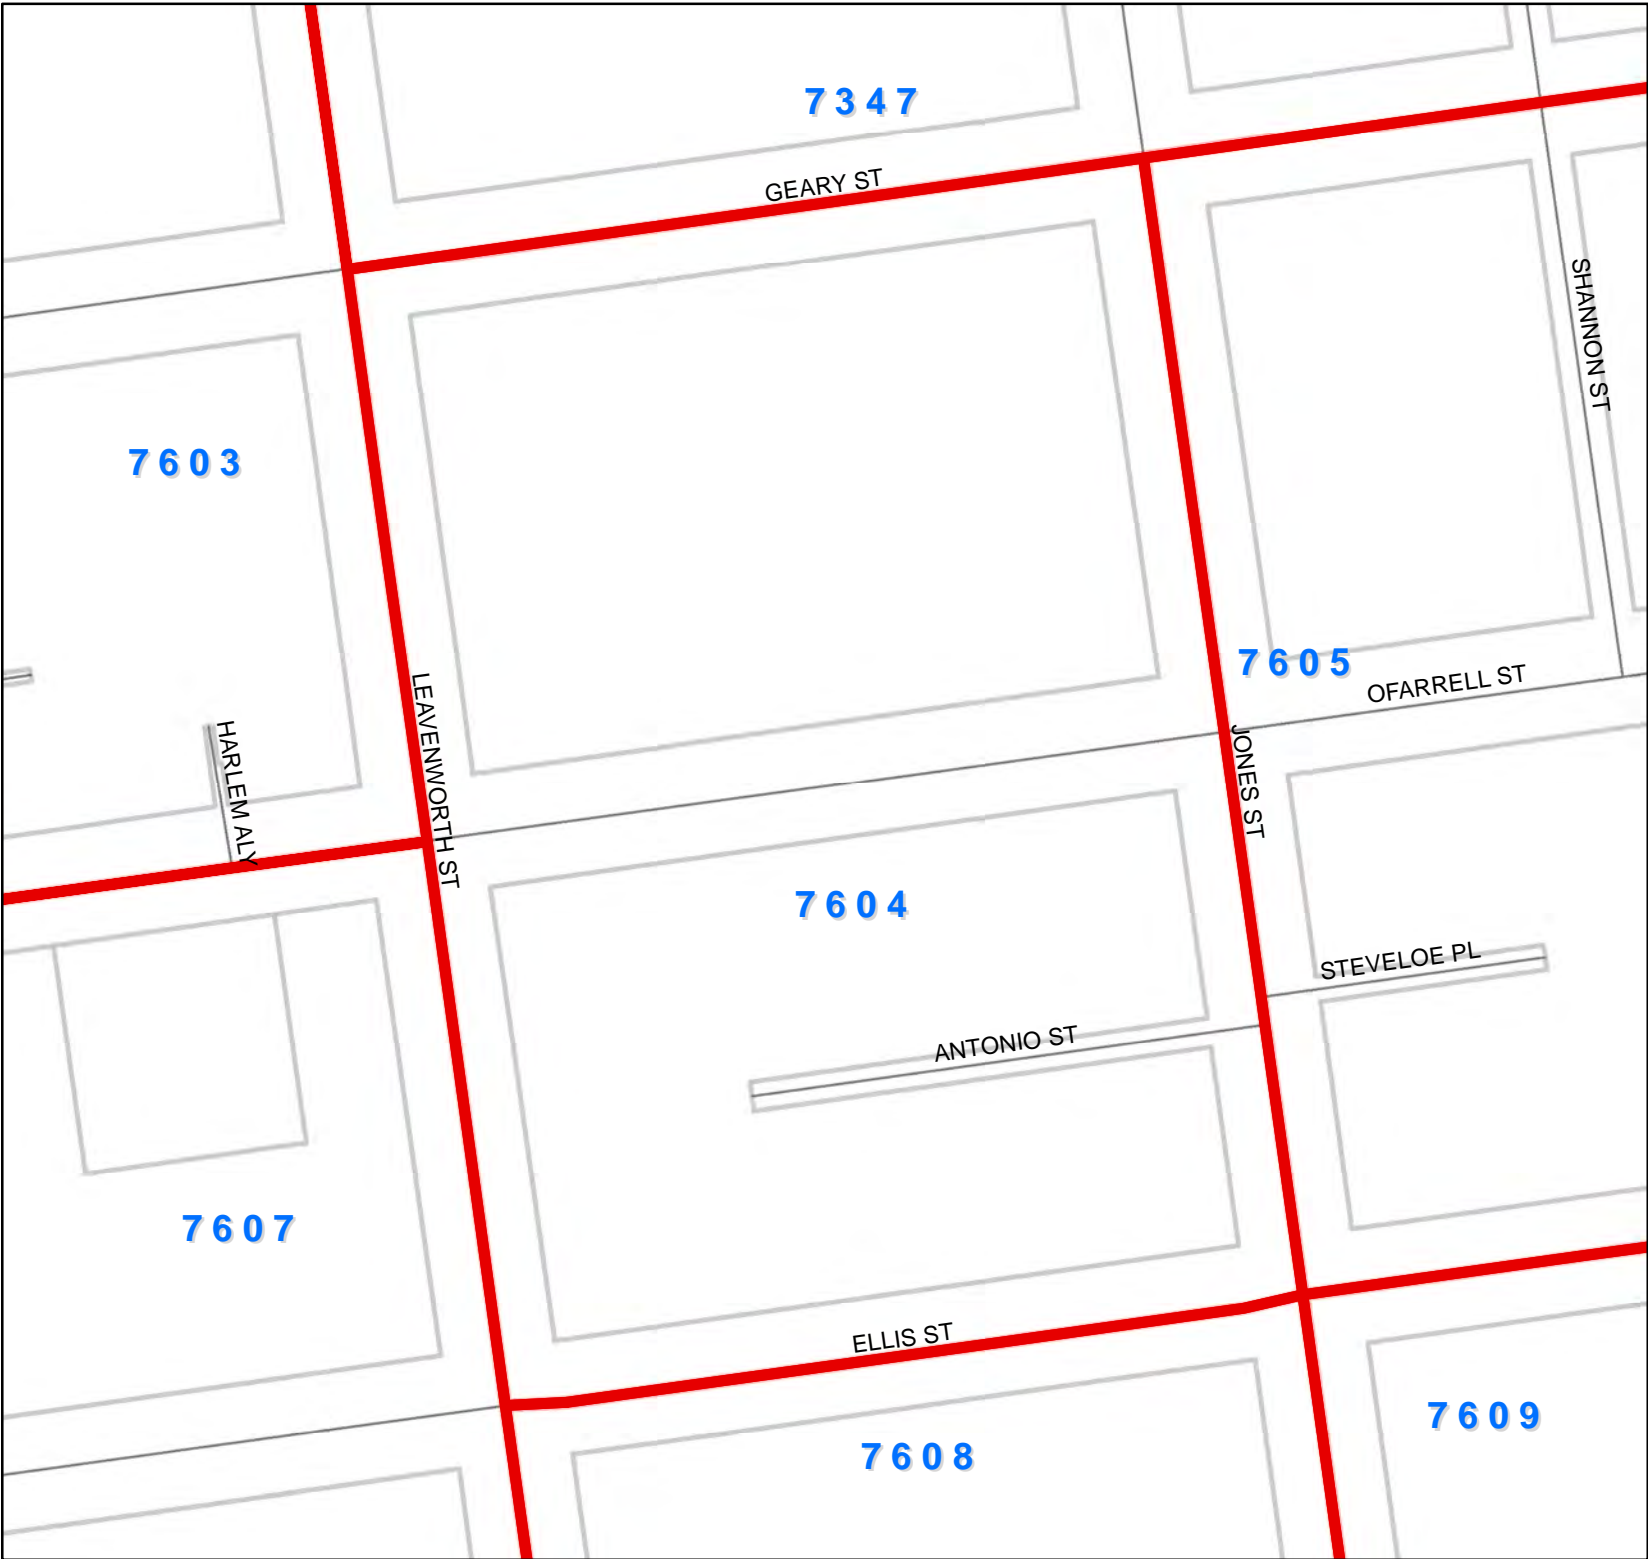 7347
GEARY ST
SHANNON ST
7603
7605
OFARRELL ST
LEAVENWORTH ST
HARLEM ALY
JONES ST
7604
STEVELOE PL
ANTONIO ST
7607
ELLIS ST
7609
7608